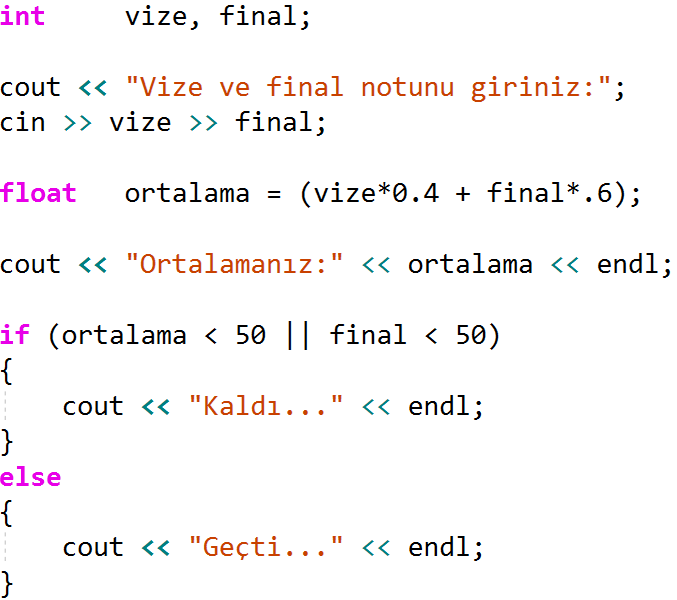 int     vize, final;
cout << "Vize ve final notunu giriniz:";
cin >> vize >> final;
float   ortalama = (vize*0.4 + final*.6);
cout << "Ortalamanız:" << ortalama << endl;
if (ortalama < 50 || final < 50)
{
    cout << "Kaldı..." << endl;
}
else
{
    cout << "Geçti..." << endl;
}